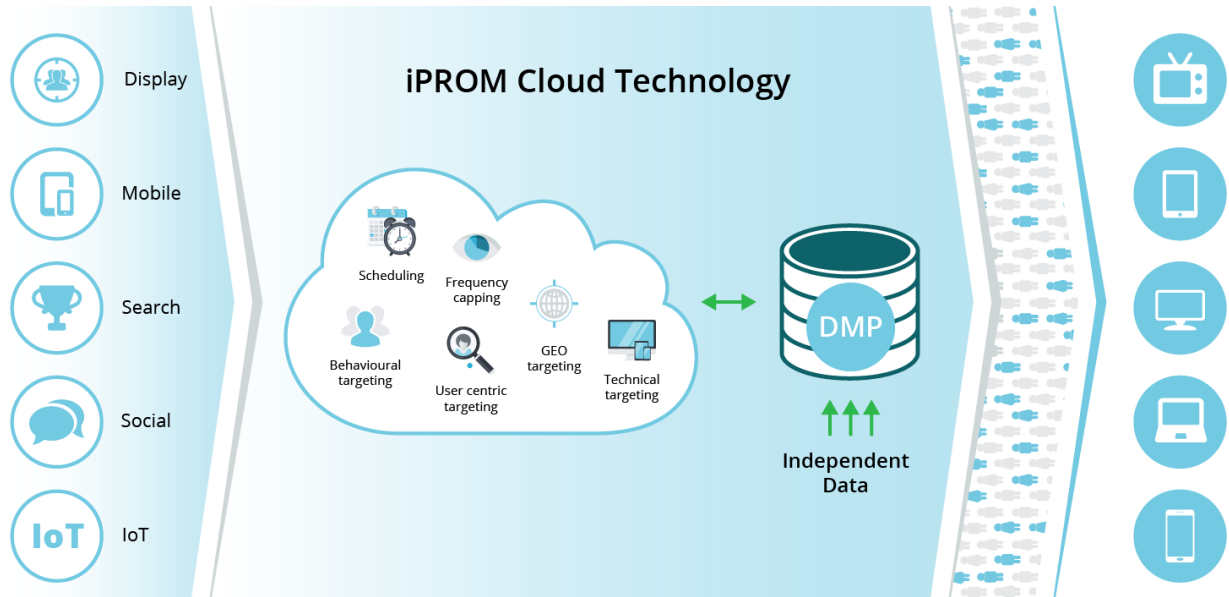 iPROM Cloud Technology
Display
Mobile
Search
Social
IoT
IoT
Scheduling
Frequency
capping
Behavioural
targeting
User centric
targeting
GEO
targeting
Technical
targeting
DMP
Independent
Data